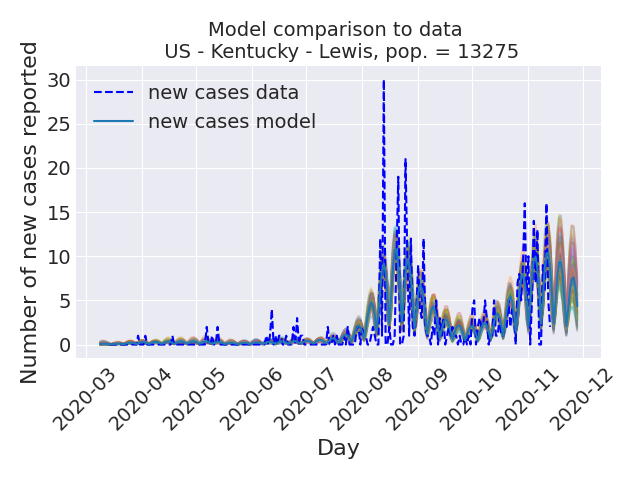 Model comparison to data
US - Kentucky - Lewis, pop. = 13275
Number of new cases reported
30
25
20
15
10
5
0
new cases data
new cases model
2020-03
2020-04
2020-05
2020-06
2020-07
2020-08
2020-09
2020-10
2020-11
2020-12
Day